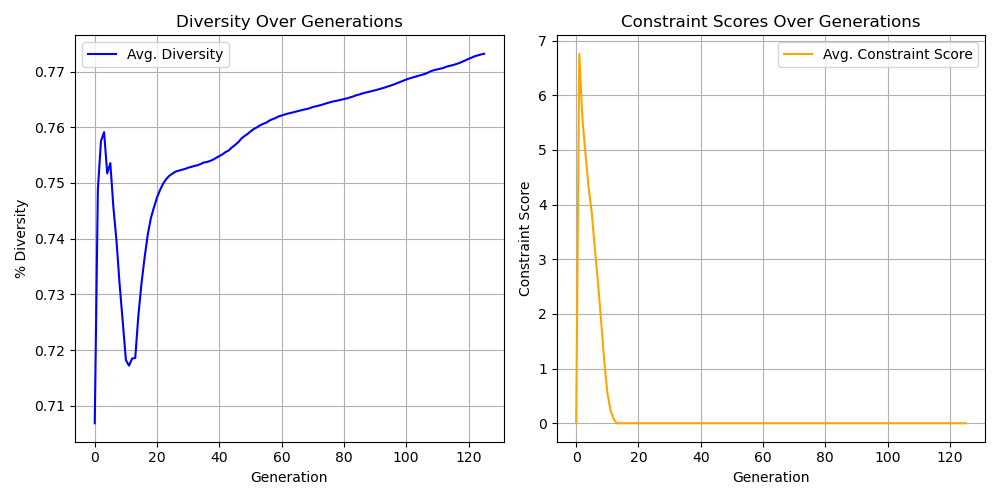 Diversity Over Generations
Avg. Diversity
% Diversity
0.77
0.76
0.75
0.74
0.73
0.72
0.71
0 20 40 60 80 100 120
Generation
Constraint Scores Over Generations
Avg. Constraint Score
Constraint Score
7
6
5
4
3
2
1
0
0 20 40 60 80 100 120
Generation